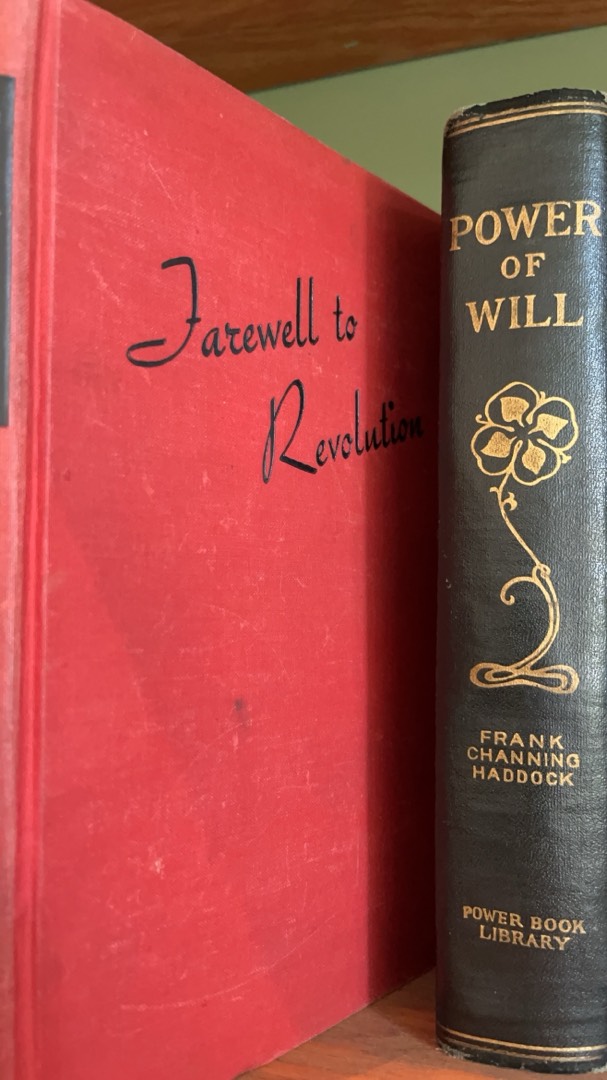 Farewell to
Revolution
POWER
OF
WILL
FRANK
CHANNING
HADDOCK
POWER BOOK
LIBRARY